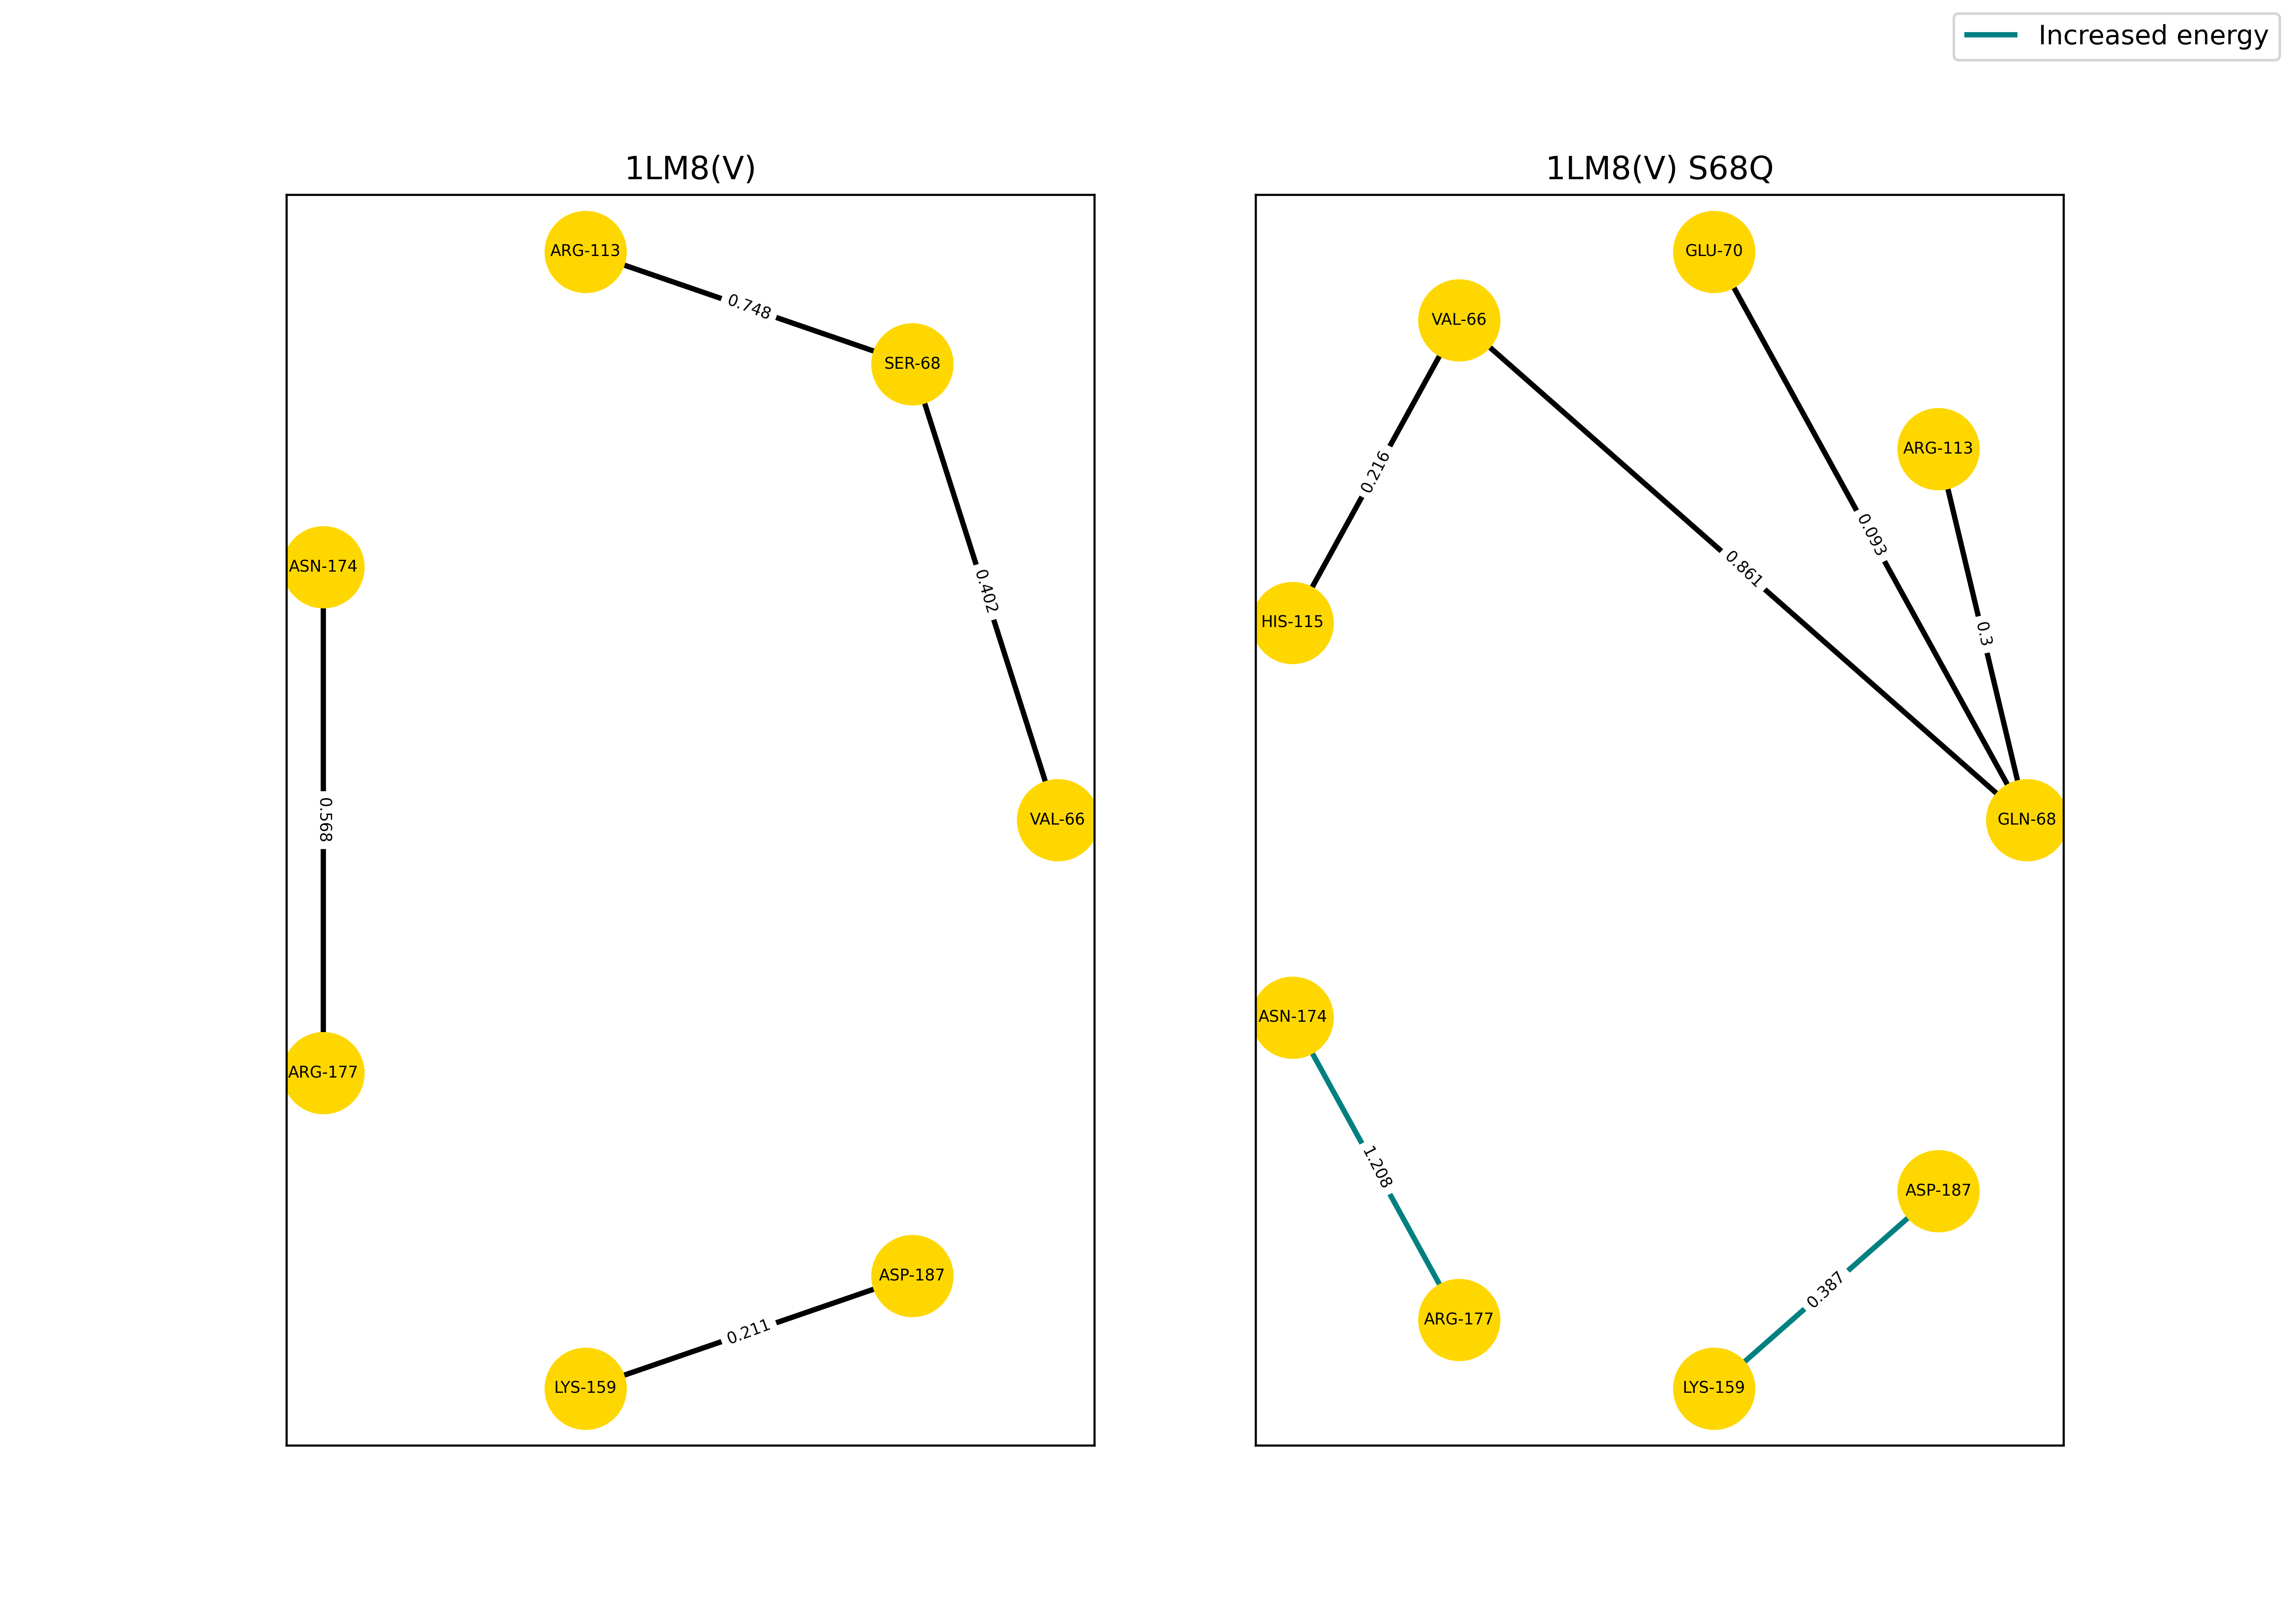 Increased energy
1LM8(V)
ARG-113
0.748
SER-68
0.402
ASN-174
0.568
VAL-66
ARG-177
ASP-187
0.211
LYS-159
1LM8(V) S68Q
GLU-70
VAL-66
ARG-113
0.216
0.093
0.861
HIS-115
0.3
GLN-68
ASN-174
1.208
ASP-187
0.387
ARG-177
LYS-159